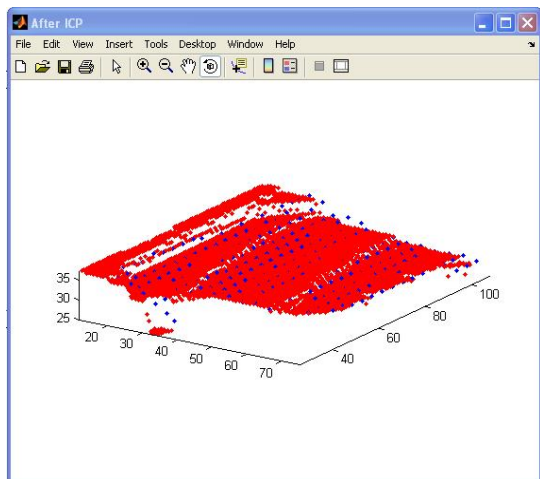 After ICP
File Edit View Insert Tools Desktop Window Help
35
30
25
20 30 40 50 60 70
40 60 80 100